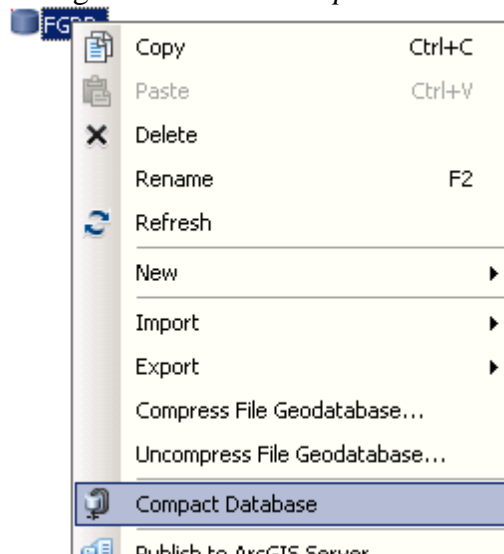 FGDB
Copy Ctrl+C
Paste Ctrl+V
Delete
Rename F2
Refresh
New
Import
Export
Compress File Geodatabase...
Uncompress File Geodatabase...
Compact Database
Publish to ArcGIS Server